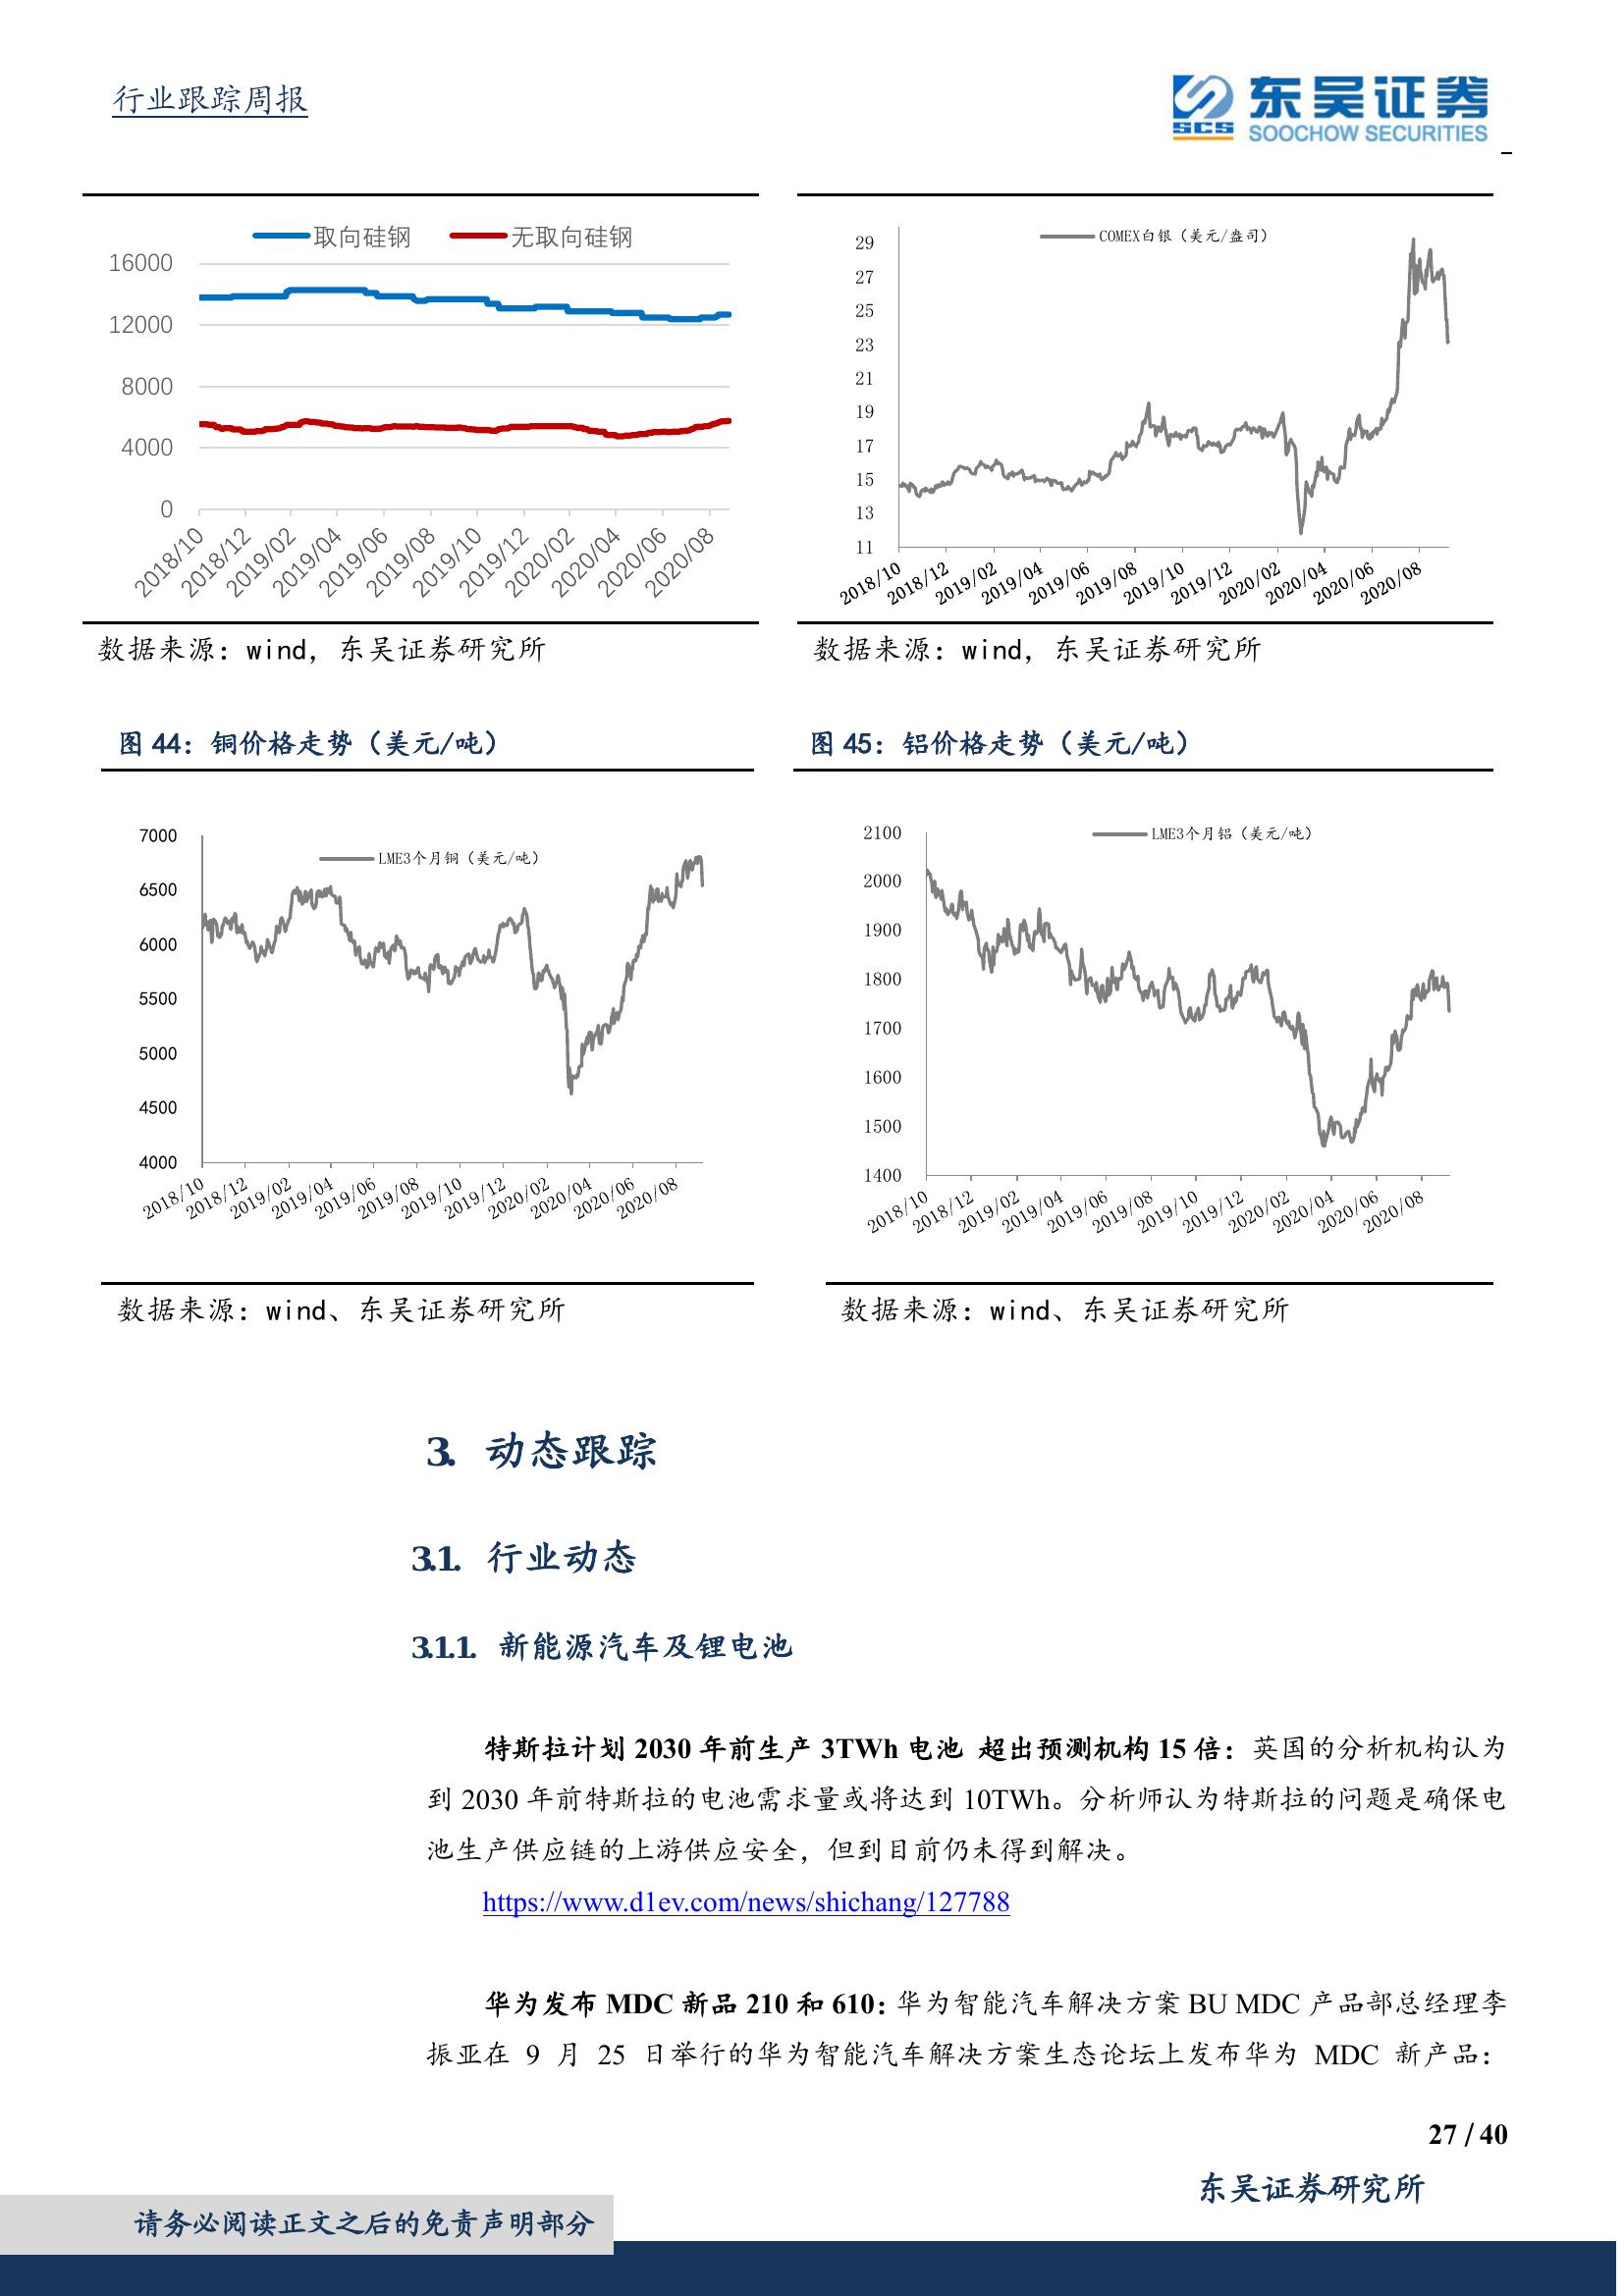 行业跟踪周报
东吴证券
SCS
SOOCHOW SECURITIES
取向硅钢 无取向硅钢
16000
12000
8000
4000
0
2018/10 2018/12 2019/02 2019/04 2019/06 2019/08 2019/10 2019/12 2020/02 2020/04 2020/06 2020/08
COMEX白银（美元/盎司）
29
27
25
23
21
19
17
15
13
11
2018/10 2018/12 2019/02 2019/04 2019/06 2019/08 2019/10 2019/12 2020/02 2020/04 2020/06 2020/08
数据来源：wind，东吴证券研究所
数据来源：wind，东吴证券研究所
图 44：铜价格走势（美元/吨）
图 45：铝价格走势（美元/吨）
LME3个月铜（美元/吨）
7000
6500
6000
5500
5000
4500
4000
2018/10 2018/12 2019/02 2019/04 2019/06 2019/08 2019/10 2019/12 2020/02 2020/04 2020/06 2020/08
LME3个月铝（美元/吨）
2100
2000
1900
1800
1700
1600
1500
1400
2018/10 2018/12 2019/02 2019/04 2019/06 2019/08 2019/10 2019/12 2020/02 2020/04 2020/06 2020/08
数据来源：wind、东吴证券研究所
数据来源：wind、东吴证券研究所
3. 动态跟踪
3.1. 行业动态
3.1.1. 新能源汽车及锂电池
特斯拉计划 2030 年前生产 3TWh 电池 超出预测机构 15 倍：英国的分析机构认为
到 2030 年前特斯拉的电池需求量或将达到 10TWh。分析师认为特斯拉的问题是确保电
池生产供应链的上游供应安全，但到目前仍未得到解决。
https://www.d1ev.com/news/shichang/127788
华为发布 MDC 新品 210 和 610：华为智能汽车解决方案 BU MDC 产品部总经理李
振亚在 9 月 25 日举行的华为智能汽车解决方案生态论坛上发布华为 MDC 新产品：
27 / 40
东吴证券研究所
请务必阅读正文之后的免责声明部分